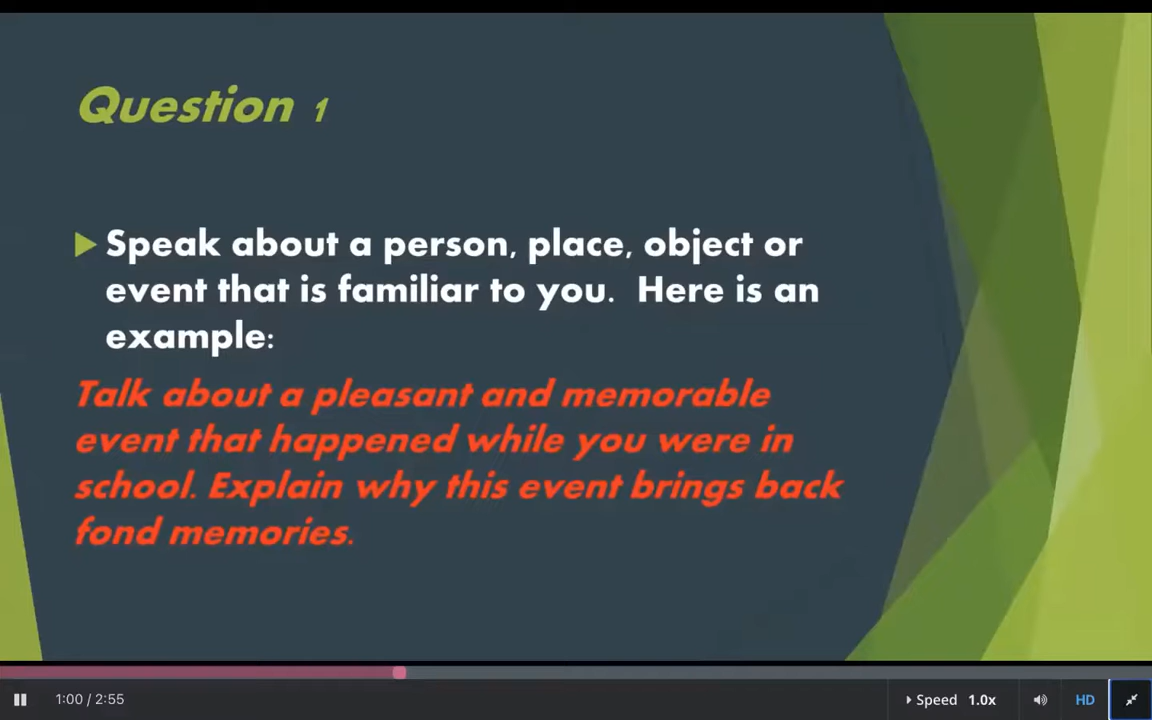 Question 1
Speak about a person, place, object or
event that is familiar to you. Here is an
example:
Talk about a pleasant and memorable
event that happened while you were in
school. Explain why this event brings back
fond memories.
1:00 / 2:55
Speed 1.0x
HD